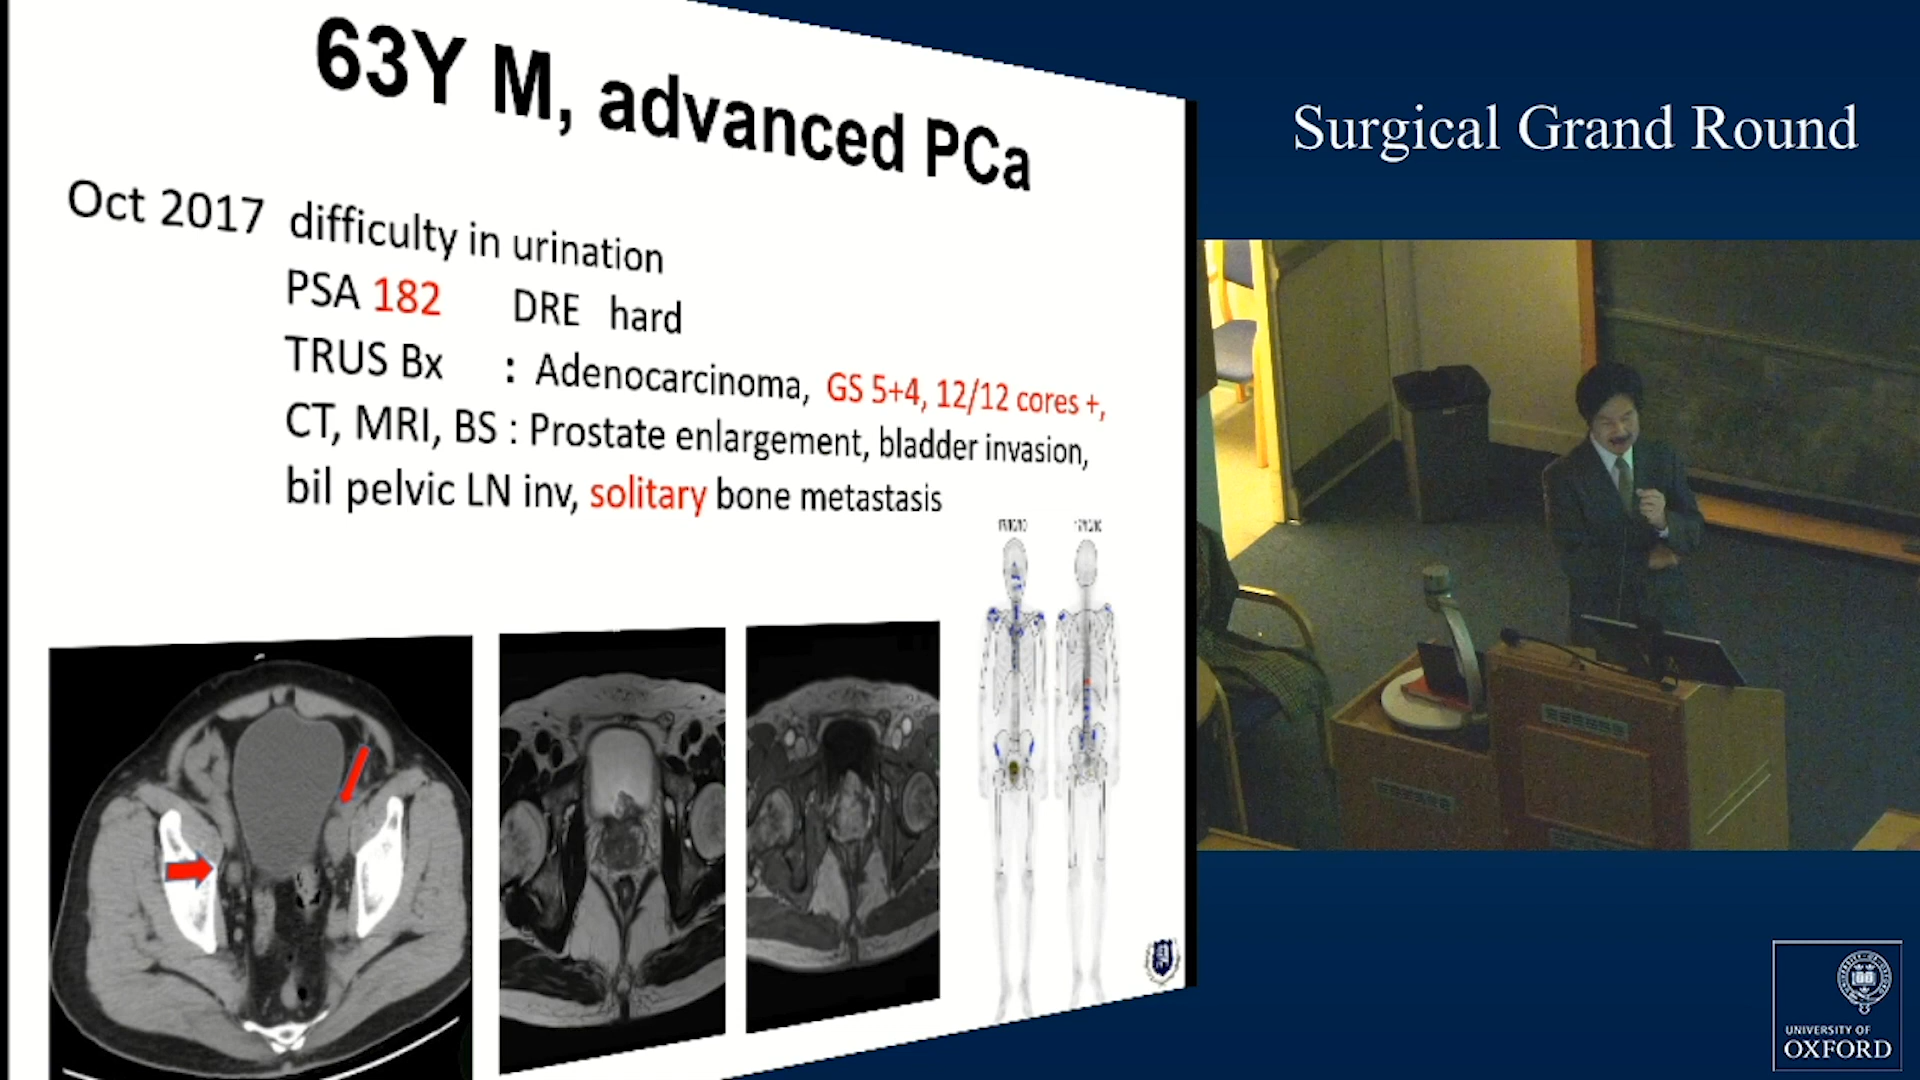 63Y M, advanced PCa
Oct 2017 difficulty in urination
PSA 182 DRE hard
TRUS Bx : Adenocarcinoma, GS 5+4, 12/12 cores +,
CT, MRI, BS : Prostate enlargement, bladder invasion,
bil pelvic LN inv, solitary bone metastasis
Surgical Grand Round
UNIVERSITY OF
OXFORD